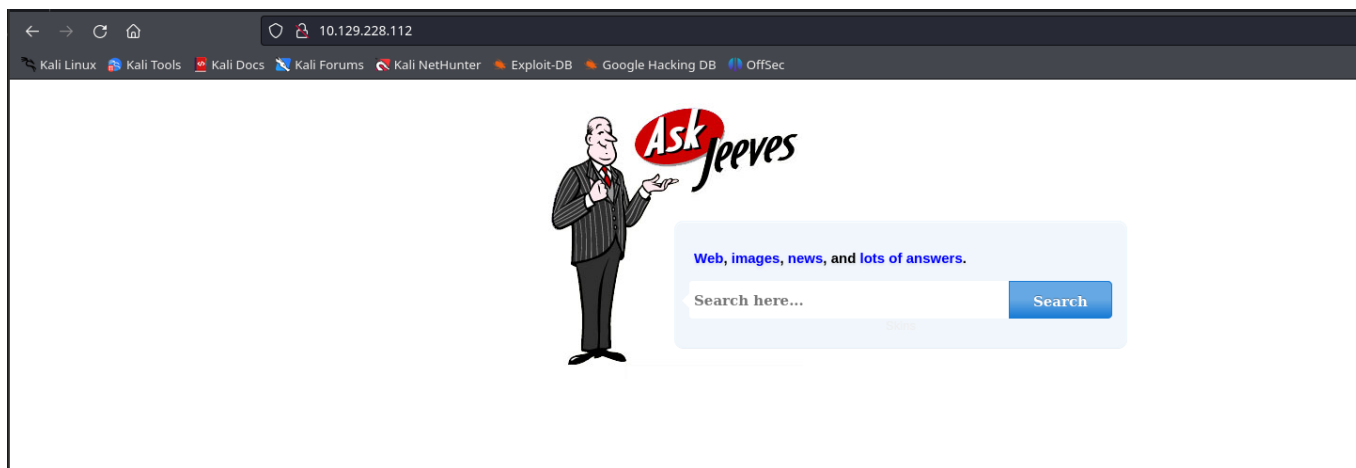 10.129.228.112
Kali Linux Kali Tools Kali Docs Kali Forums Kali NetHunter Exploit-DB Google Hacking DB OffSec
Ask
Jeeves
Web, images, news, and lots of answers.
Search here... Search